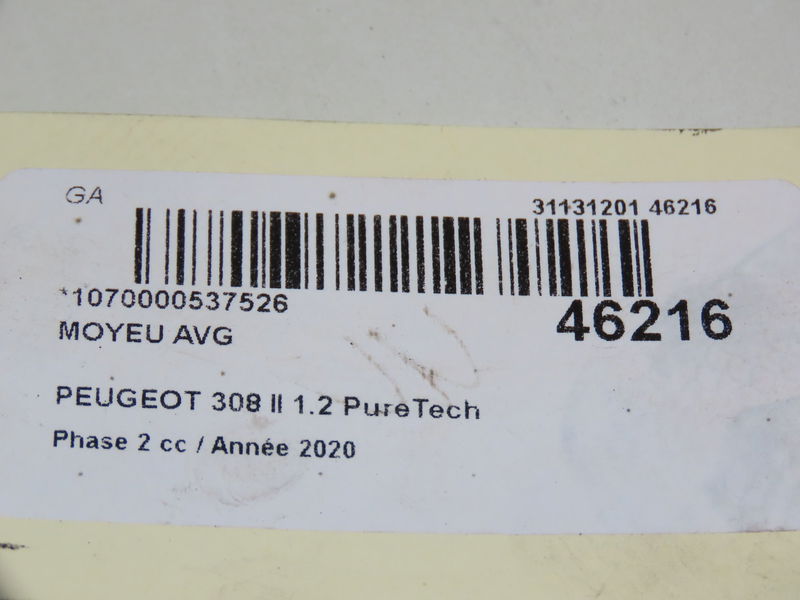 GA
31131201 46216
*1070000537526
46216
MOYEU AVG
PEUGEOT 308 II 1.2 PureTech
Phase 2 cc / Année 2020